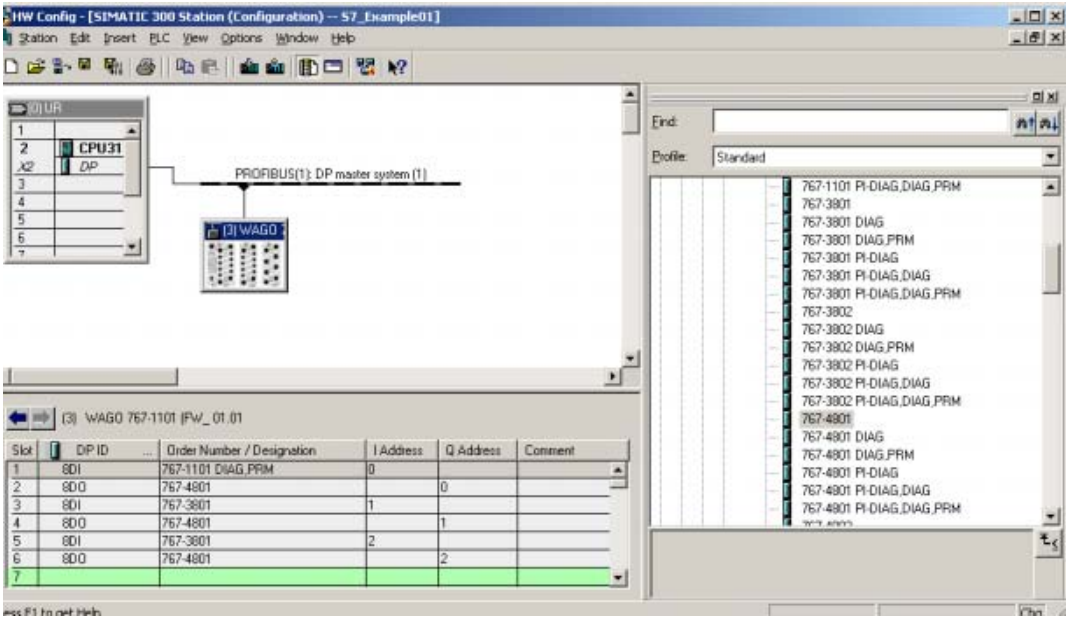 HW Config - [SIMATIC 300 Station (Configuration) -- S7_Example01]
Station Edit Insert PLC View Options Window Help
(0) UR
1
2 CPU31
X2 DP
3
4
5
6
7
PROFIBUS(1): DP master system (1)
(3) WAGO
(3) WAGO 767-1101 (FW_ 01.01
Slot DP ID ... Order Number / Designation I Address Q Address Comment
1 8DI 767-1101 DIAG,PRM 0
2 8DO 767-4801 0
3 8DI 767-3801 1
4 8DO 767-4801 1
5 8DI 767-3801 2
6 8DO 767-4801 2
7
Find:
Profile: Standard
767-1101 PI-DIAG,DIAG,PRM
767-3801
767-3801 DIAG
767-3801 DIAG,PRM
767-3801 PI-DIAG
767-3801 PI-DIAG,DIAG
767-3801 PI-DIAG,DIAG,PRM
767-3802
767-3802 DIAG
767-3802 DIAG,PRM
767-3802 PI-DIAG
767-3802 PI-DIAG,DIAG
767-3802 PI-DIAG,DIAG,PRM
767-4801
767-4801 DIAG
767-4801 DIAG,PRM
767-4801 PI-DIAG
767-4801 PI-DIAG,DIAG
767-4801 PI-DIAG,DIAG,PRM
ess F1 to get Help.
Chg